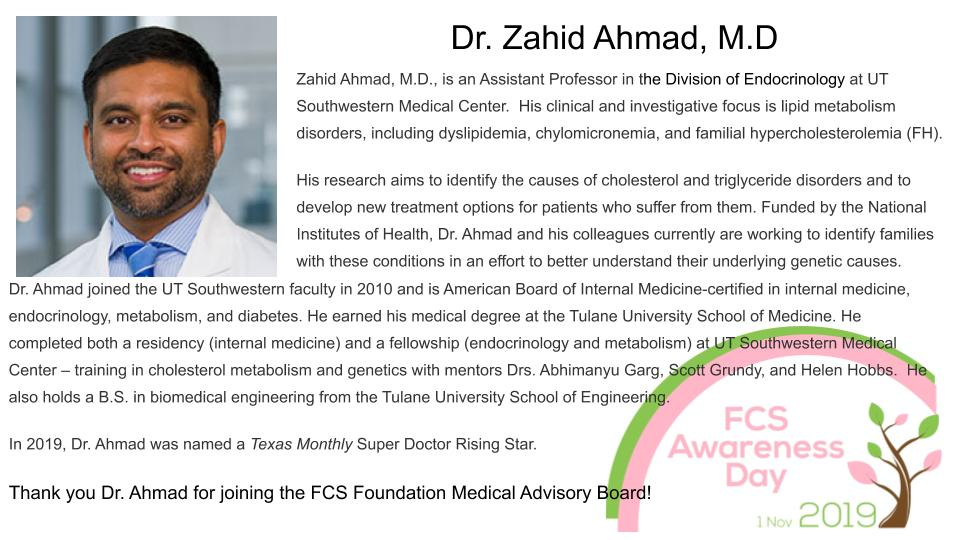 Dr. Zahid Ahmad, M.D
Zahid Ahmad, M.D., is an Assistant Professor in the Division of Endocrinology at UT
Southwestern Medical Center.  His clinical and investigative focus is lipid metabolism
disorders, including dyslipidemia, chylomicronemia, and familial hypercholesterolemia (FH).
His research aims to identify the causes of cholesterol and triglyceride disorders and to
develop new treatment options for patients who suffer from them. Funded by the National
Institutes of Health, Dr. Ahmad and his colleagues currently are working to identify families
with these conditions in an effort to better understand their underlying genetic causes.
Dr. Ahmad joined the UT Southwestern faculty in 2010 and is American Board of Internal Medicine-certified in internal medicine,
endocrinology, metabolism, and diabetes. He earned his medical degree at the Tulane University School of Medicine. He
completed both a residency (internal medicine) and a fellowship (endocrinology and metabolism) at UT Southwestern Medical
Center – training in cholesterol metabolism and genetics with mentors Drs. Abhimanyu Garg, Scott Grundy, and Helen Hobbs.  He
also holds a B.S. in biomedical engineering from the Tulane University School of Engineering.
In 2019, Dr. Ahmad was named a Texas Monthly Super Doctor Rising Star.
Thank you Dr. Ahmad for joining the FCS Foundation Medical Advisory Board!
FCS
Awareness
Day
1 Nov 2019